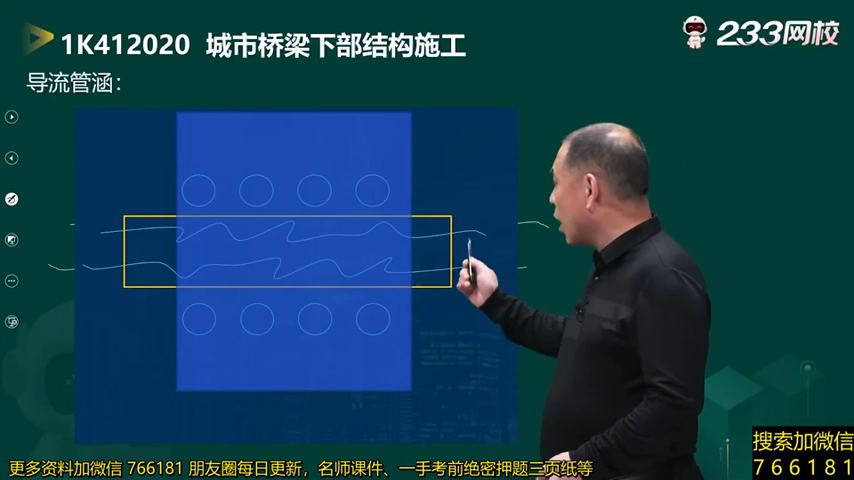 1K412020 城市桥梁下部结构施工
233网校
导流管涵：
搜索加微信
766181
更多资料加微信 766181 朋友圈每日更新，名师课件、一手考前绝密押题三页纸等